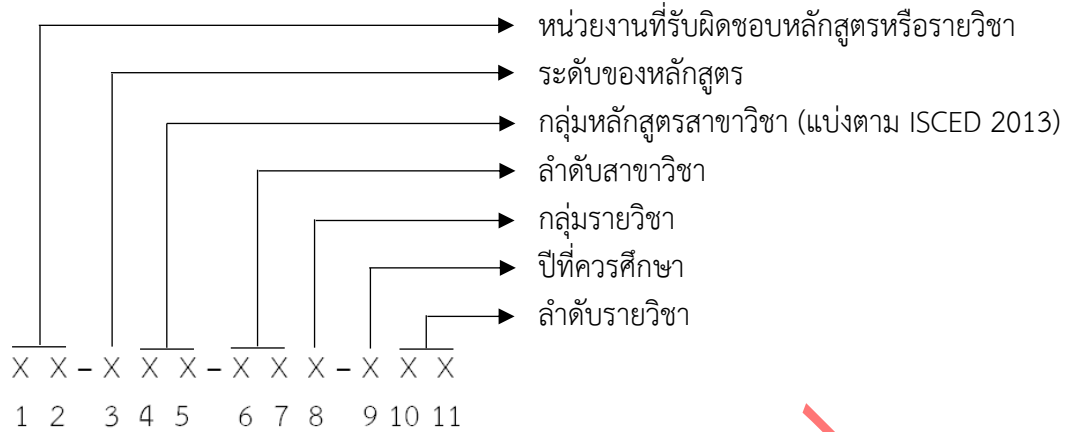 หน่วยงานที่รับผิดชอบหลักสูตรหรือรายวิชา
ระดับของหลักสูตร
กลุ่มหลักสูตรสาขาวิชา (แบ่งตาม ISCED 2013)
ลำดับสาขาวิชา
กลุ่มรายวิชา
ปีที่ควรศึกษา
ลำดับรายวิชา
X X – X X X – X X X – X X X
1 2 3 4 5 6 7 8 9 10 11